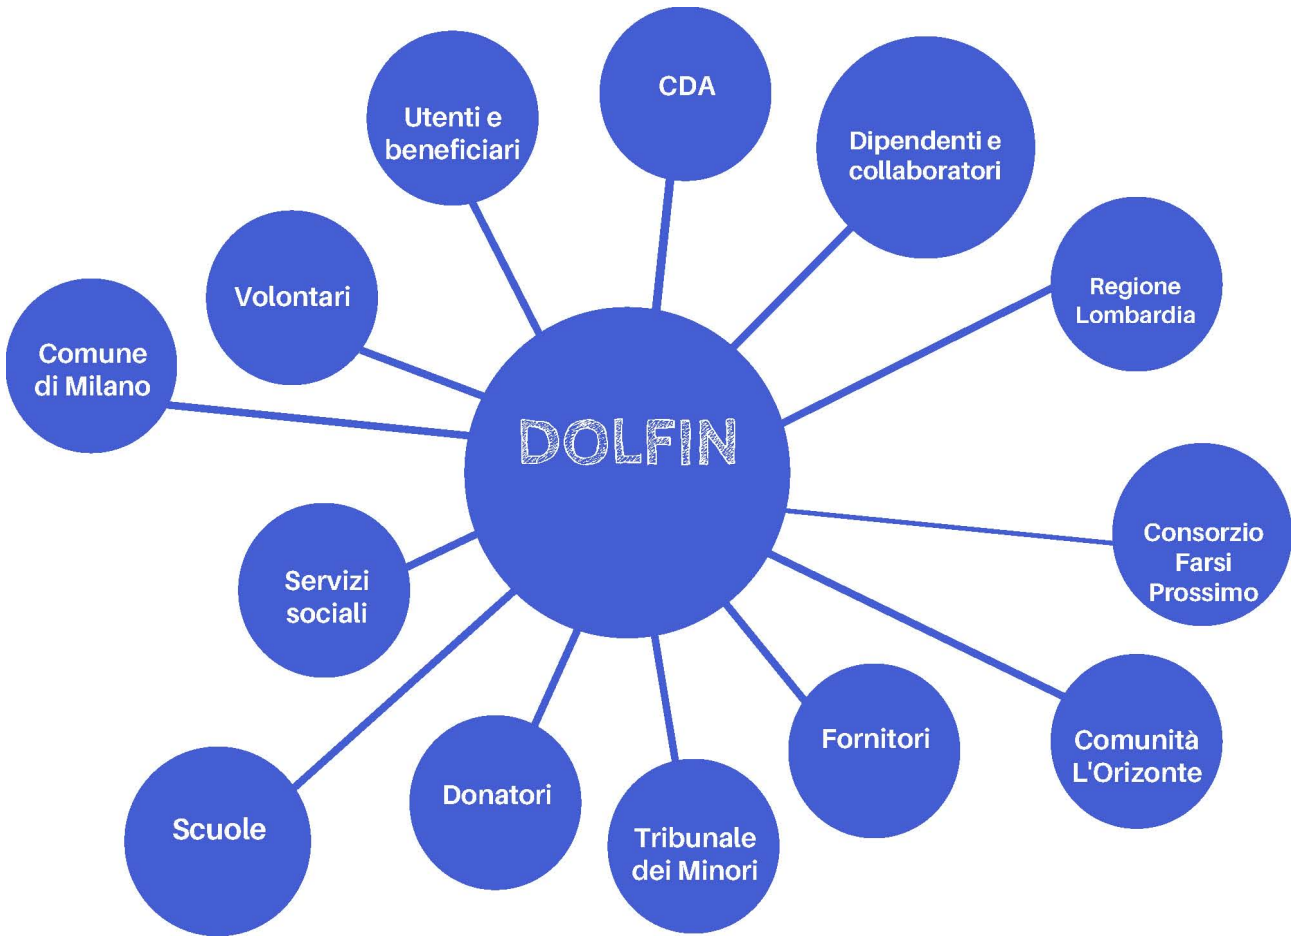 CDA
Utenti e
beneficiari
Dipendenti e
collaboratori
Volontari
Regione
Lombardia
Comune
di Milano
DOLFIN
Consorzio
Farsi
Prossimo
Servizi
sociali
Fornitori
Comunità
L'Orizonte
Donatori
Scuole
Tribunale
dei Minori